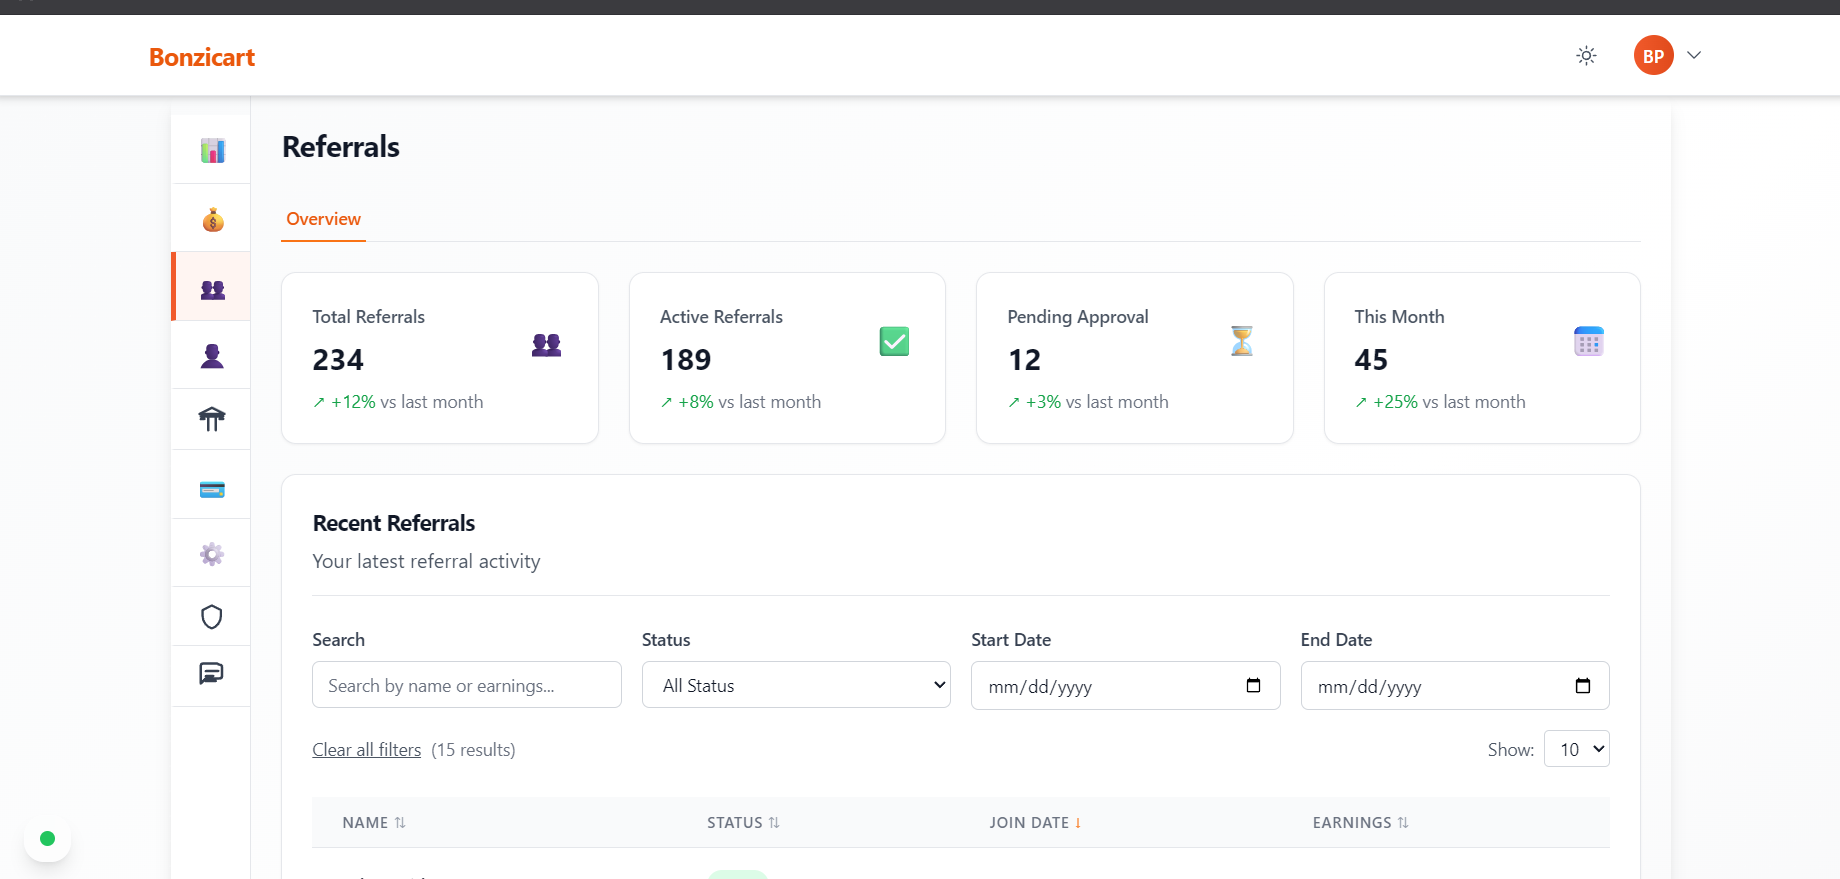 Bonzicart
BP
Referrals
Overview
Total Referrals
234
↗ +12% vs last month
Active Referrals
189
↗ +8% vs last month
Pending Approval
12
↗ +3% vs last month
This Month
45
↗ +25% vs last month
Recent Referrals
Your latest referral activity
Search
Search by name or earnings...
Status
All Status
Start Date
mm/dd/yyyy
End Date
mm/dd/yyyy
Clear all filters (15 results)
Show: 10
NAME ⇅ STATUS ⇅ JOIN DATE ↓ EARNINGS ⇅